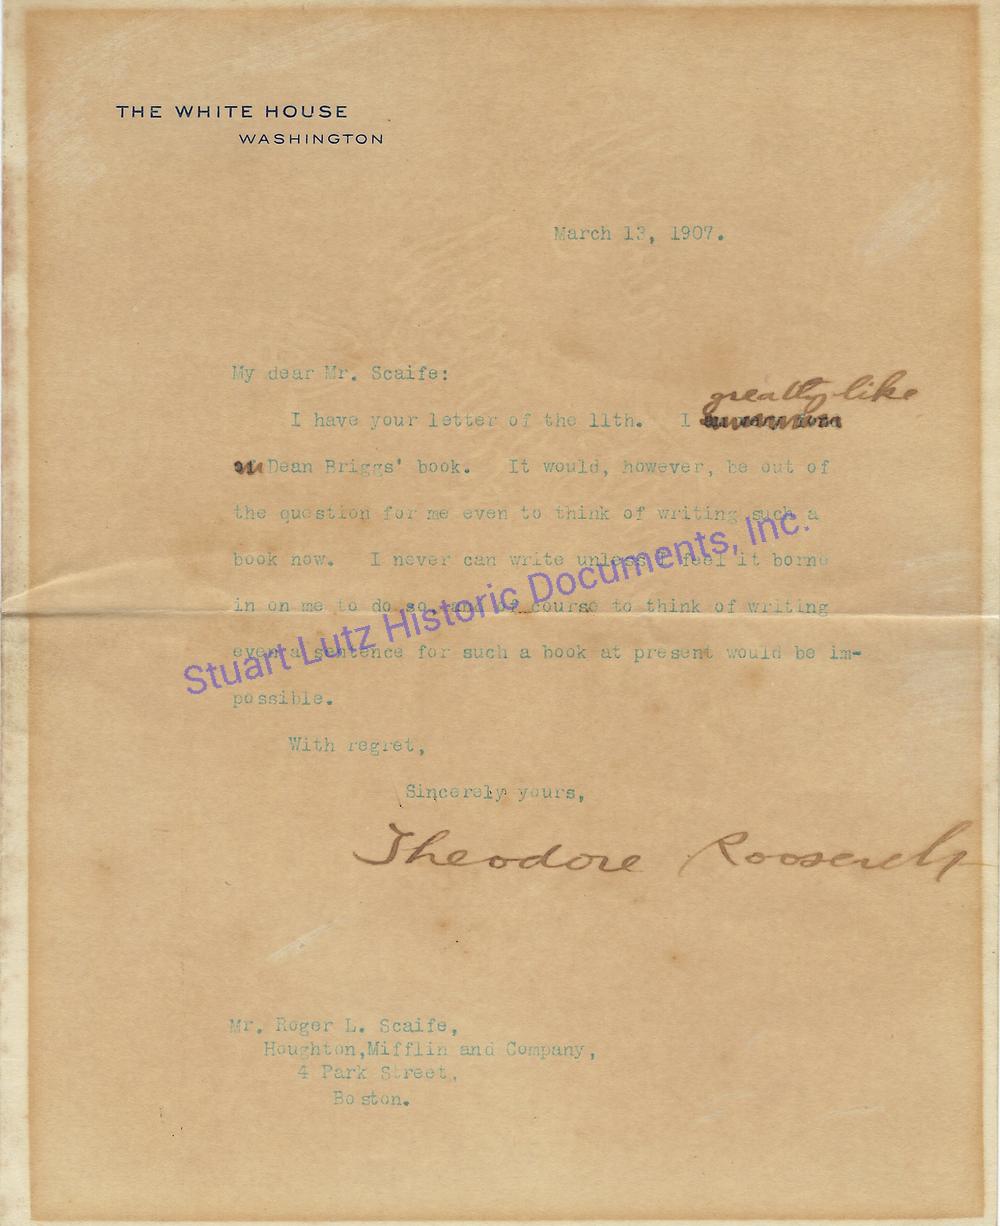 THE WHITE HOUSE
WASHINGTON
March 13, 1907.
My dear Mr. Scaife:
greatly like
I have your letter of the 11th. I am very fond
of Dean Briggs' book. It would, however, be out of
the question for me even to think of writing such a
book now. I never can write unless I feel it borne
in on me to do so, and of course to think of writing
even a sentence for such a book at present would be im-
possible.
Stuart Lutz Historic Documents, Inc.
With regret,
Sincerely yours,
Theodore Roosevelt
Mr. Roger L. Scaife,
Houghton,Mifflin and Company,
4 Park Street,
Boston.